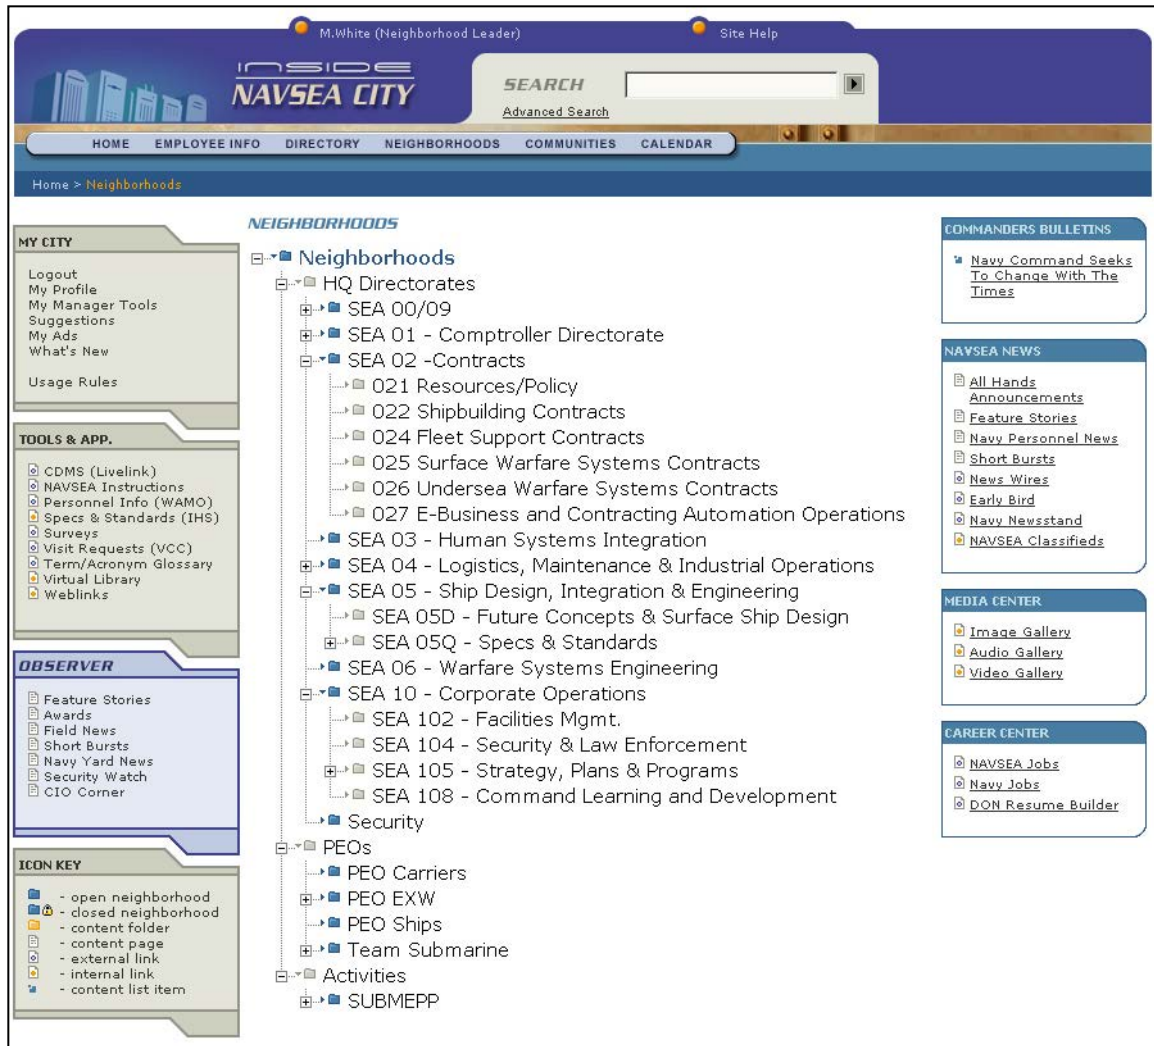 M.White (Neighborhood Leader)
Site Help
INSIDE
NAVSEA CITY
SEARCH
Advanced Search
HOME EMPLOYEE INFO DIRECTORY NEIGHBORHOODS COMMUNITIES CALENDAR
Home > Neighborhoods
MY CITY
Logout
My Profile
My Manager Tools
Suggestions
My Ads
What's New
Usage Rules
TOOLS & APP.
CDMS (Livelink)
NAVSEA Instructions
Personnel Info (WAMO)
Specs & Standards (IHS)
Surveys
Visit Requests (VCC)
Term/Acronym Glossary
Virtual Library
Weblinks
OBSERVER
Feature Stories
Awards
Field News
Short Bursts
Navy Yard News
Security Watch
CIO Corner
ICON KEY
- open neighborhood
- closed neighborhood
- content folder
- content page
- external link
- internal link
- content list item
NEIGHBORHOODS
Neighborhoods
HQ Directorates
SEA 00/09
SEA 01 - Comptroller Directorate
SEA 02 -Contracts
021 Resources/Policy
022 Shipbuilding Contracts
024 Fleet Support Contracts
025 Surface Warfare Systems Contracts
026 Undersea Warfare Systems Contracts
027 E-Business and Contracting Automation Operations
SEA 03 - Human Systems Integration
SEA 04 - Logistics, Maintenance & Industrial Operations
SEA 05 - Ship Design, Integration & Engineering
SEA 05D - Future Concepts & Surface Ship Design
SEA 05Q - Specs & Standards
SEA 06 - Warfare Systems Engineering
SEA 10 - Corporate Operations
SEA 102 - Facilities Mgmt.
SEA 104 - Security & Law Enforcement
SEA 105 - Strategy, Plans & Programs
SEA 108 - Command Learning and Development
Security
PEOs
PEO Carriers
PEO EXW
PEO Ships
Team Submarine
Activities
SUBMEPP
COMMANDERS BULLETINS
Navy Command Seeks
To Change With The
Times
NAVSEA NEWS
All Hands
Announcements
Feature Stories
Navy Personnel News
Short Bursts
News Wires
Early Bird
Navy Newsstand
NAVSEA Classifieds
MEDIA CENTER
Image Gallery
Audio Gallery
Video Gallery
CAREER CENTER
NAVSEA Jobs
Navy Jobs
DON Resume Builder